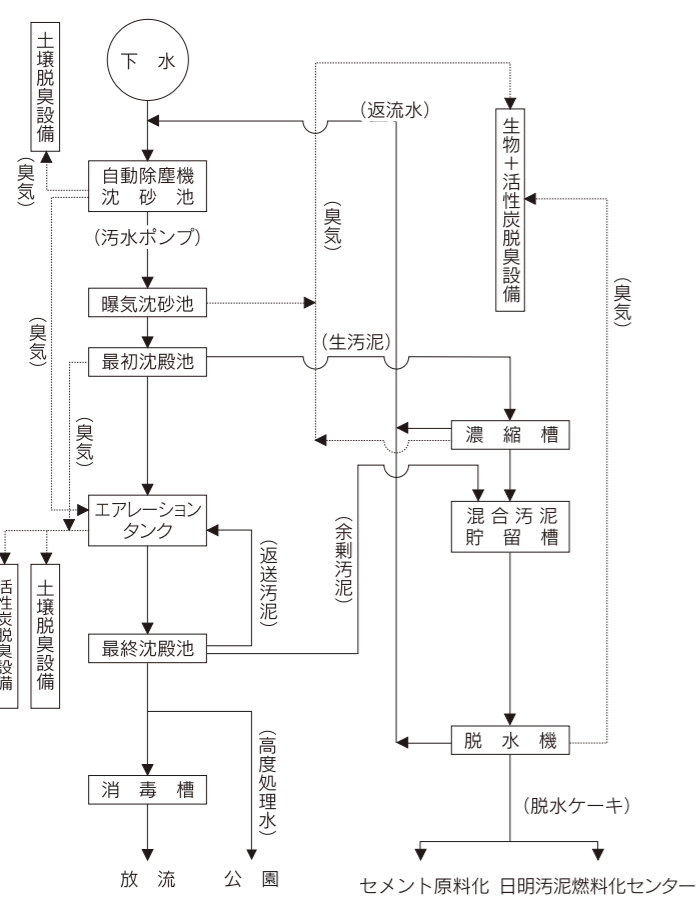 下 水
土壌脱臭設備
(臭気)
(返流水)
自動除塵機
沈 砂 池
生物＋活性炭脱臭設備
(汚水ポンプ)
(臭気)
曝気沈砂池
(臭気)
(臭気)
最初沈殿池
(生汚泥)
(臭気)
濃 縮 槽
エアレーション
タンク
混合汚泥
貯 留 槽
(余剰汚泥)
(返送汚泥)
活性炭脱臭設備
土壌脱臭設備
最終沈殿池
脱 水 機
(高度処理水)
消 毒 槽
(脱水ケーキ)
放 流
公 園
セメント原料化 日明汚泥燃料化センター